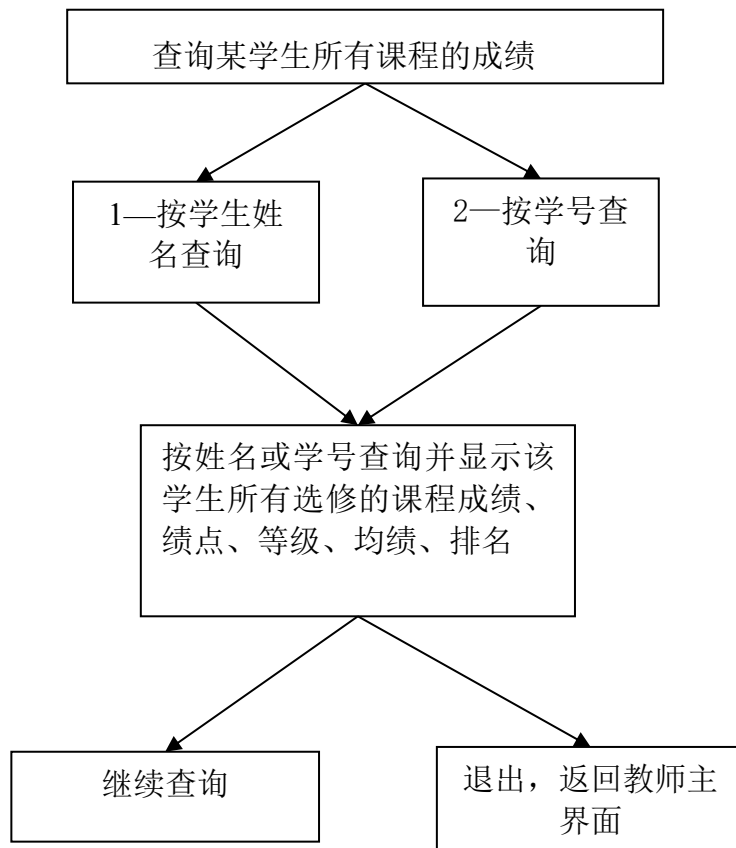 查询某学生所有课程的成绩
1—按学生姓
名查询
2—按学号查
询
按姓名或学号查询并显示该
学生所有选修的课程成绩、
绩点、等级、均绩、排名
继续查询
退出，返回教师主
界面